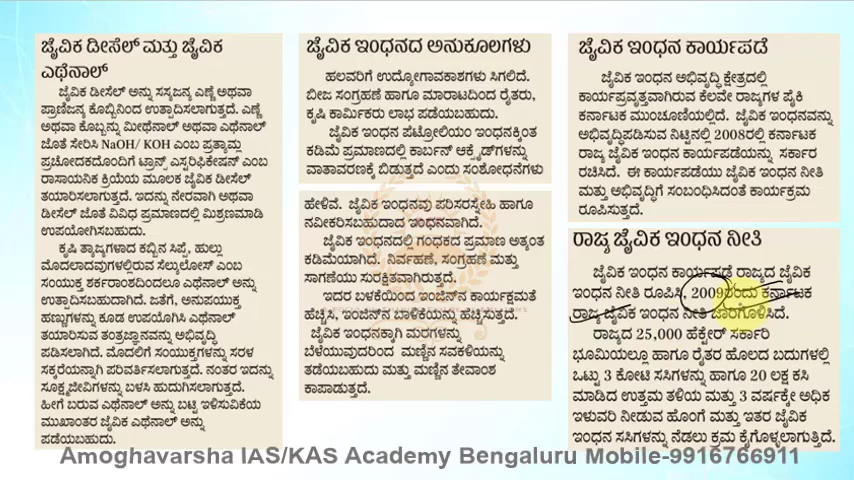 ಜೈವಿಕ ಡೀಸೆಲ್ ಮತ್ತು ಜೈವಿಕ
ಎಥೆನಾಲ್
ಜೈವಿಕ ಡೀಸೆಲ್ ಅನ್ನು ಸಸ್ಯಜನ್ಯ ಎಣ್ಣೆ ಅಥವಾ
ಪ್ರಾಣಿಜನ್ಯ ಕೊಬ್ಬಿನಿಂದ ಉತ್ಪಾದಿಸಲಾಗುತ್ತದೆ. ಎಣ್ಣೆ
ಅಥವಾ ಕೊಬ್ಬನ್ನು ಮೀಥೆನಾಲ್ ಅಥವಾ ಎಥೆನಾಲ್
ಜೊತೆ ಸೇರಿಸಿ NaOH/ KOH ಎಂಬ ಪ್ರತ್ಯಾಮ್ಲ
ಪ್ರಚೋದಕದೊಂದಿಗೆ ಟ್ರಾನ್ಸ್ ಎಸ್ಟರಿಫಿಕೇಷನ್ ಎಂಬ
ರಾಸಾಯನಿಕ ಕ್ರಿಯೆಯ ಮೂಲಕ ಜೈವಿಕ ಡೀಸೆಲ್
ತಯಾರಿಸಲಾಗುತ್ತದೆ. ಇದನ್ನು ನೇರವಾಗಿ ಅಥವಾ
ಡೀಸೆಲ್ ಜೊತೆ ವಿವಿಧ ಪ್ರಮಾಣದಲ್ಲಿ ಮಿಶ್ರಣಮಾಡಿ
ಉಪಯೋಗಿಸಬಹುದು.
ಕೃಷಿ ತ್ಯಾಜ್ಯಗಳಾದ ಕಬ್ಬಿನ ಸಿಪ್ಪೆ, ಹುಲ್ಲು
ಮೊದಲಾದವುಗಳಲ್ಲಿರುವ ಸೆಲ್ಯುಲೋಸ್ ಎಂಬ
ಸಂಯುಕ್ತ ಶರ್ಕರಾಂಶದಿಂದಲೂ ಎಥೆನಾಲ್ ಅನ್ನು
ಉತ್ಪಾದಿಸಬಹುದಾಗಿದೆ. ಜತೆಗೆ, ಅನುಪಯುಕ್ತ
ಹಣ್ಣುಗಳನ್ನು ಕೂಡ ಉಪಯೋಗಿಸಿ ಎಥೆನಾಲ್
ತಯಾರಿಸುವ ತಂತ್ರಜ್ಞಾನವನ್ನು ಅಭಿವೃದ್ಧಿ
ಪಡಿಸಲಾಗಿದೆ. ಮೊದಲಿಗೆ ಸಂಯುಕ್ತಗಳನ್ನು ಸರಳ
ಸಕ್ಕರೆಯನ್ನಾಗಿ ಪರಿವರ್ತಿಸಲಾಗುತ್ತದೆ. ನಂತರ ಇದನ್ನು
ಸೂಕ್ಷ್ಮಜೀವಿಗಳನ್ನು ಬಳಸಿ ಹುದುಗಿಸಲಾಗುತ್ತದೆ.
ಹೀಗೆ ಬರುವ ಎಥೆನಾಲ್ ಅನ್ನು ಬಟ್ಟಿ ಇಳಿಸುವಿಕೆಯ
ಮುಖಾಂತರ ಜೈವಿಕ ಎಥೆನಾಲ್ ಅನ್ನು
ಪಡೆಯಬಹುದು.
ಜೈವಿಕ ಇಂಧನದ ಅನುಕೂಲಗಳು
ಹಲವರಿಗೆ ಉದ್ಯೋಗಾವಕಾಶಗಳು ಸಿಗಲಿದೆ.
ಬೀಜ ಸಂಗ್ರಹಣೆ ಹಾಗೂ ಮಾರಾಟದಿಂದ ರೈತರು,
ಕೃಷಿ ಕಾರ್ಮಿಕರು ಲಾಭ ಪಡೆಯಬಹುದು.
ಜೈವಿಕ ಇಂಧನ ಪೆಟ್ರೋಲಿಯಂ ಇಂಧನಕ್ಕಿಂತ
ಕಡಿಮೆ ಪ್ರಮಾಣದಲ್ಲಿ ಕಾರ್ಬನ್ ಆಕ್ಸೈಡ್‌ಗಳನ್ನು
ವಾತಾವರಣಕ್ಕೆ ಬಿಡುತ್ತದೆ ಎಂದು ಸಂಶೋಧನೆಗಳು
ಹೇಳಿವೆ. ಜೈವಿಕ ಇಂಧನವು ಪರಿಸರಸ್ನೇಹಿ ಹಾಗೂ
ನವೀಕರಿಸಬಹುದಾದ ಇಂಧನವಾಗಿದೆ.
ಜೈವಿಕ ಇಂಧನದಲ್ಲಿ ಗಂಧಕದ ಪ್ರಮಾಣ ಅತ್ಯಂತ
ಕಡಿಮೆಯಾಗಿದೆ. ನಿರ್ವಹಣೆ, ಸಂಗ್ರಹಣೆ ಮತ್ತು
ಸಾಗಣೆಯು ಸುರಕ್ಷಿತವಾಗಿರುತ್ತದೆ.
ಇದರ ಬಳಕೆಯಿಂದ ಇಂಜಿನ್‌ನ ಕಾರ್ಯಕ್ಷಮತೆ
ಹೆಚ್ಚಿಸಿ, ಇಂಜಿನ್‌ನ ಬಾಳಿಕೆಯನ್ನು ಹೆಚ್ಚಿಸುತ್ತದೆ.
ಜೈವಿಕ ಇಂಧನಕ್ಕಾಗಿ ಮರಗಳನ್ನು
ಬೆಳೆಯುವುದರಿಂದ ಮಣ್ಣಿನ ಸವಕಳಿಯನ್ನು
ತಡೆಯಬಹುದು ಮತ್ತು ಮಣ್ಣಿನ ತೇವಾಂಶ
ಕಾಪಾಡುತ್ತದೆ.
ಜೈವಿಕ ಇಂಧನ ಕಾರ್ಯಪಡೆ
ಜೈವಿಕ ಇಂಧನ ಅಭಿವೃದ್ಧಿ ಕ್ಷೇತ್ರದಲ್ಲಿ
ಕಾರ್ಯಪ್ರವೃತ್ತವಾಗಿರುವ ಕೆಲವೇ ರಾಜ್ಯಗಳ ಪೈಕಿ
ಕರ್ನಾಟಕ ಮುಂಚೂಣಿಯಲ್ಲಿದೆ. ಜೈವಿಕ ಇಂಧನವನ್ನು
ಅಭಿವೃದ್ಧಿಪಡಿಸುವ ನಿಟ್ಟಿನಲ್ಲಿ 2008ರಲ್ಲಿ ಕರ್ನಾಟಕ
ರಾಜ್ಯ ಜೈವಿಕ ಇಂಧನ ಕಾರ್ಯಪಡೆಯನ್ನು ಸರ್ಕಾರ
ರಚಿಸಿದೆ. ಈ ಕಾರ್ಯಪಡೆಯು ಜೈವಿಕ ಇಂಧನ ನೀತಿ
ಮತ್ತು ಅಭಿವೃದ್ಧಿಗೆ ಸಂಬಂಧಿಸಿದಂತೆ ಕಾರ್ಯಕ್ರಮ
ರೂಪಿಸುತ್ತದೆ.
ರಾಜ್ಯ ಜೈವಿಕ ಇಂಧನ ನೀತಿ
ಜೈವಿಕ ಇಂಧನ ಕಾರ್ಯಪಡೆ ರಾಜ್ಯದ ಜೈವಿಕ
ಇಂಧನ ನೀತಿ ರೂಪಿಸಿ, 2009ರಂದು ಕರ್ನಾಟಕ
ರಾಜ್ಯ ಜೈವಿಕ ಇಂಧನ ನೀತಿ ಜಾರಿಗೊಳಿಸಿದೆ.
ರಾಜ್ಯದ 25,000 ಹೆಕ್ಟೇರ್ ಸರ್ಕಾರಿ
ಭೂಮಿಯಲ್ಲೂ ಹಾಗೂ ರೈತರ ಹೊಲದ ಬದುಗಳಲ್ಲಿ
ಒಟ್ಟು 3 ಕೋಟಿ ಸಸಿಗಳನ್ನು ಹಾಗೂ 20 ಲಕ್ಷ ಕಸಿ
ಮಾಡಿದ ಉತ್ತಮ ತಳಿಯ ಮತ್ತು 3 ವರ್ಷಕ್ಕೇ ಅಧಿಕ
ಇಳುವರಿ ನೀಡುವ ಹೊಂಗೆ ಮತ್ತು ಇತರ ಜೈವಿಕ
ಇಂಧನ ಸಸಿಗಳನ್ನು ನೆಡಲು ಕ್ರಮ ಕೈಗೊಳ್ಳಲಾಗುತ್ತಿದೆ.
Amoghavarsha IAS/KAS Academy Bengaluru Mobile-9916766911